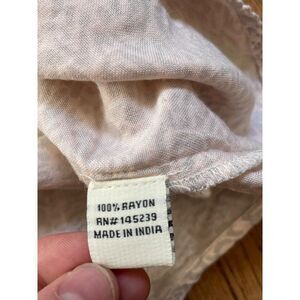 100% RAYON
RN# 145239
MADE IN INDIA